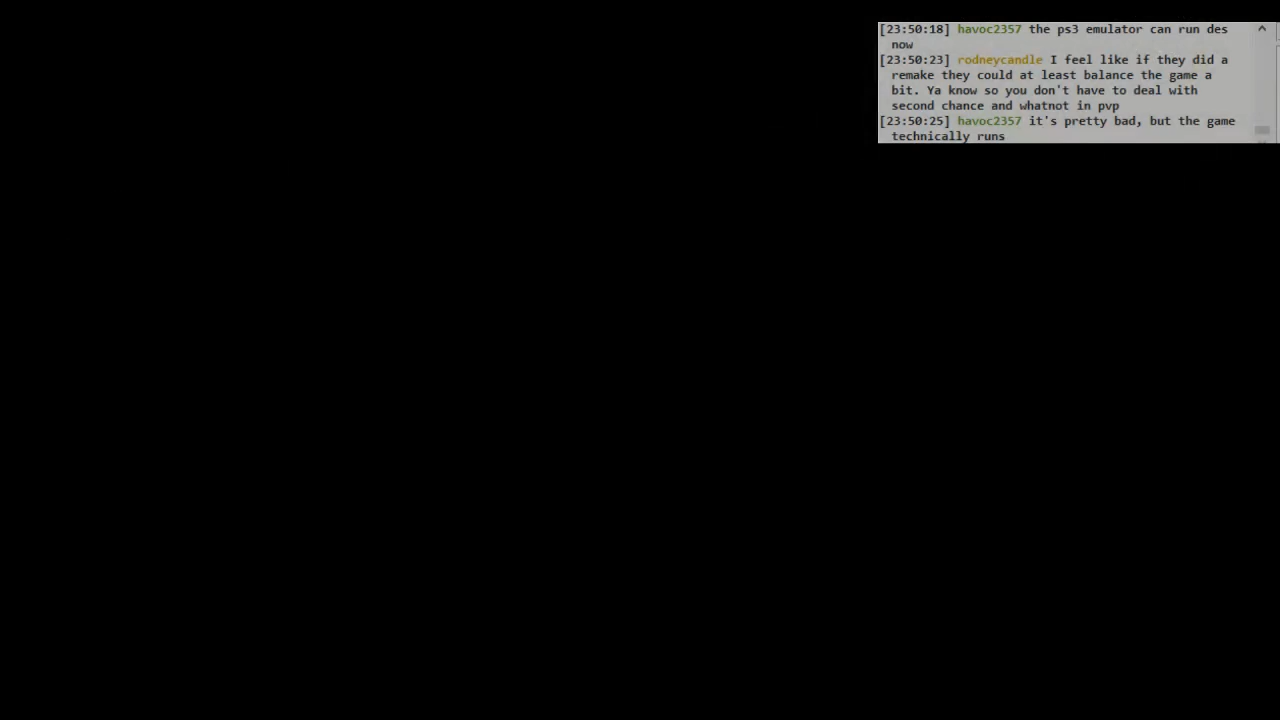 [23:50:18] havoc2357 the ps3 emulator can run des
now
[23:50:23] rodneycandle I feel like if they did a
remake they could at least balance the game a
bit. Ya know so you don't have to deal with
second chance and whatnot in pvp
[23:50:25] havoc2357 it's pretty bad, but the game
technically runs